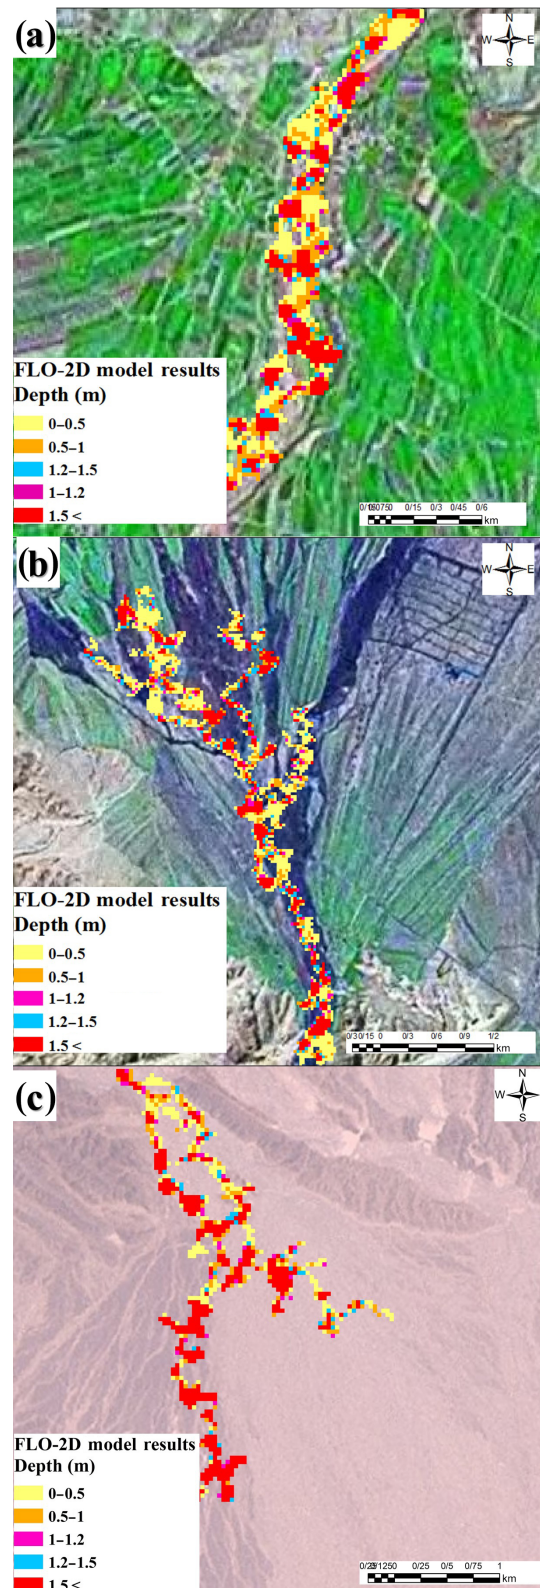 (a)
N
W E
S
FLO-2D model results
Depth (m)
0-0.5
0.5-1
1.2-1.5
1-1.2
1.5 <
0/15 0/3 0/45 0/6
km
(b)
N
W E
S
FLO-2D model results
Depth (m)
0-0.5
0.5-1
1-1.2
1.2-1.5
1.5 <
0/3 0/15 0 0/3 0/6 0/9 1/2
km
(c)
N
W E
S
FLO-2D model results
Depth (m)
0-0.5
0.5-1
1-1.2
1.2-1.5
1.5 <
0/25 0/5 0/75 1
km